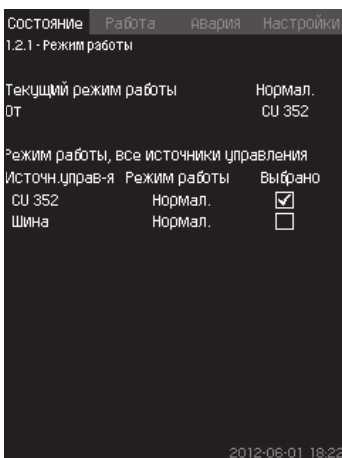 Состояние Работа Авария Настройки
1.2.1 - Режим работы
Текущий режим работы Нормал.
От CU 352
Режим работы, все источники управления
Источн.управ-я Режим работы Выбрано
CU 352 Нормал.
Шина Нормал.
2012-06-01 18:22